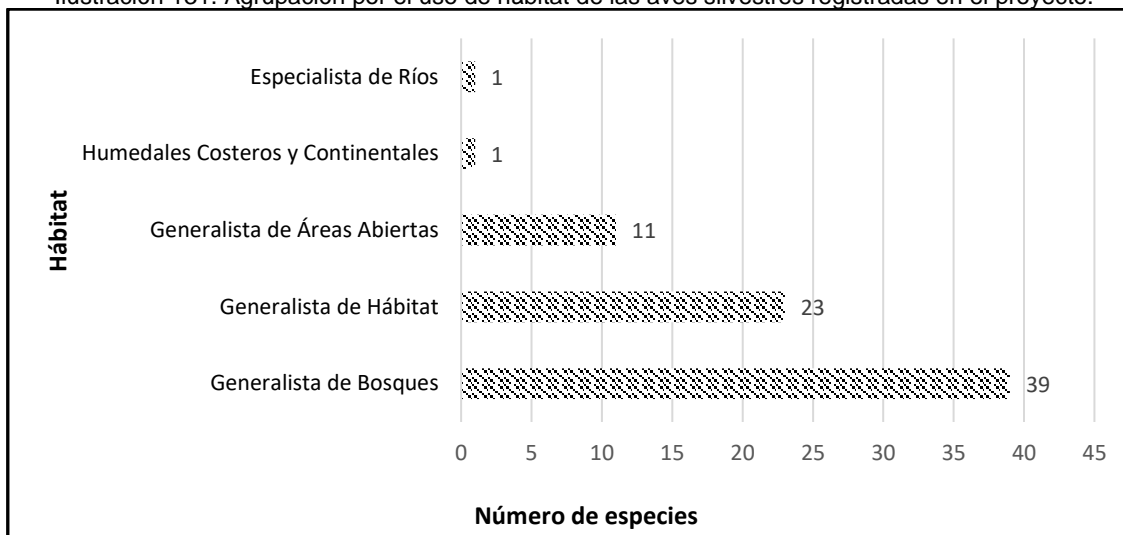 Ilustración 131. Agrupación por el uso de hábitat de las aves silvestres registradas en el proyecto.
Especialista de Ríos
1
Humedales Costeros y Continentales
1
Generalista de Áreas Abiertas
11
Generalista de Hábitat
23
Generalista de Bosques
39
0 5 10 15 20 25 30 35 40 45
Hábitat
Número de especies